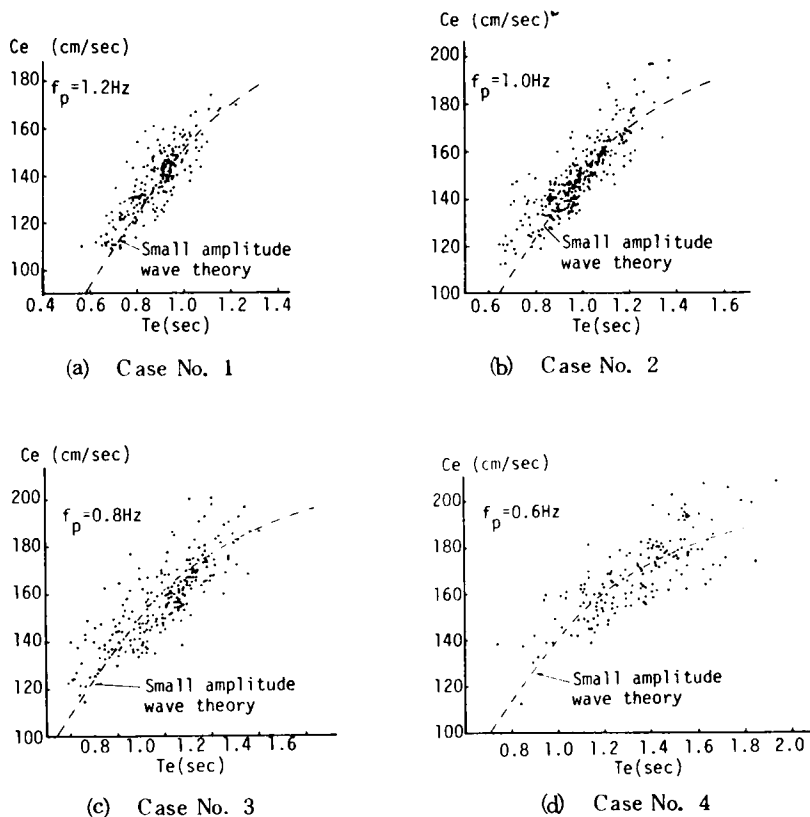 Ce (cm/sec)
180
160
140
120
100
f_p=1.2Hz
Small amplitude
wave theory
0.4 0.6 0.8 1.0 1.2 1.4
Te(sec)
(a) Case No. 1
Ce (cm/sec)
200
180
160
140
120
100
f_p=1.0Hz
Small amplitude
wave theory
0.6 0.8 1.0 1.2 1.4 1.6
Te(sec)
(b) Case No. 2
Ce (cm/sec)
200
180
160
140
120
100
f_p=0.8Hz
Small amplitude
wave theory
0.8 1.0 1.2 1.4 1.6
Te(sec)
(c) Case No. 3
Ce (cm/sec)
200
180
160
140
120
100
f_p=0.6Hz
Small amplitude
wave theory
0.8 1.0 1.2 1.4 1.6 1.8 2.0
Te(sec)
(d) Case No. 4